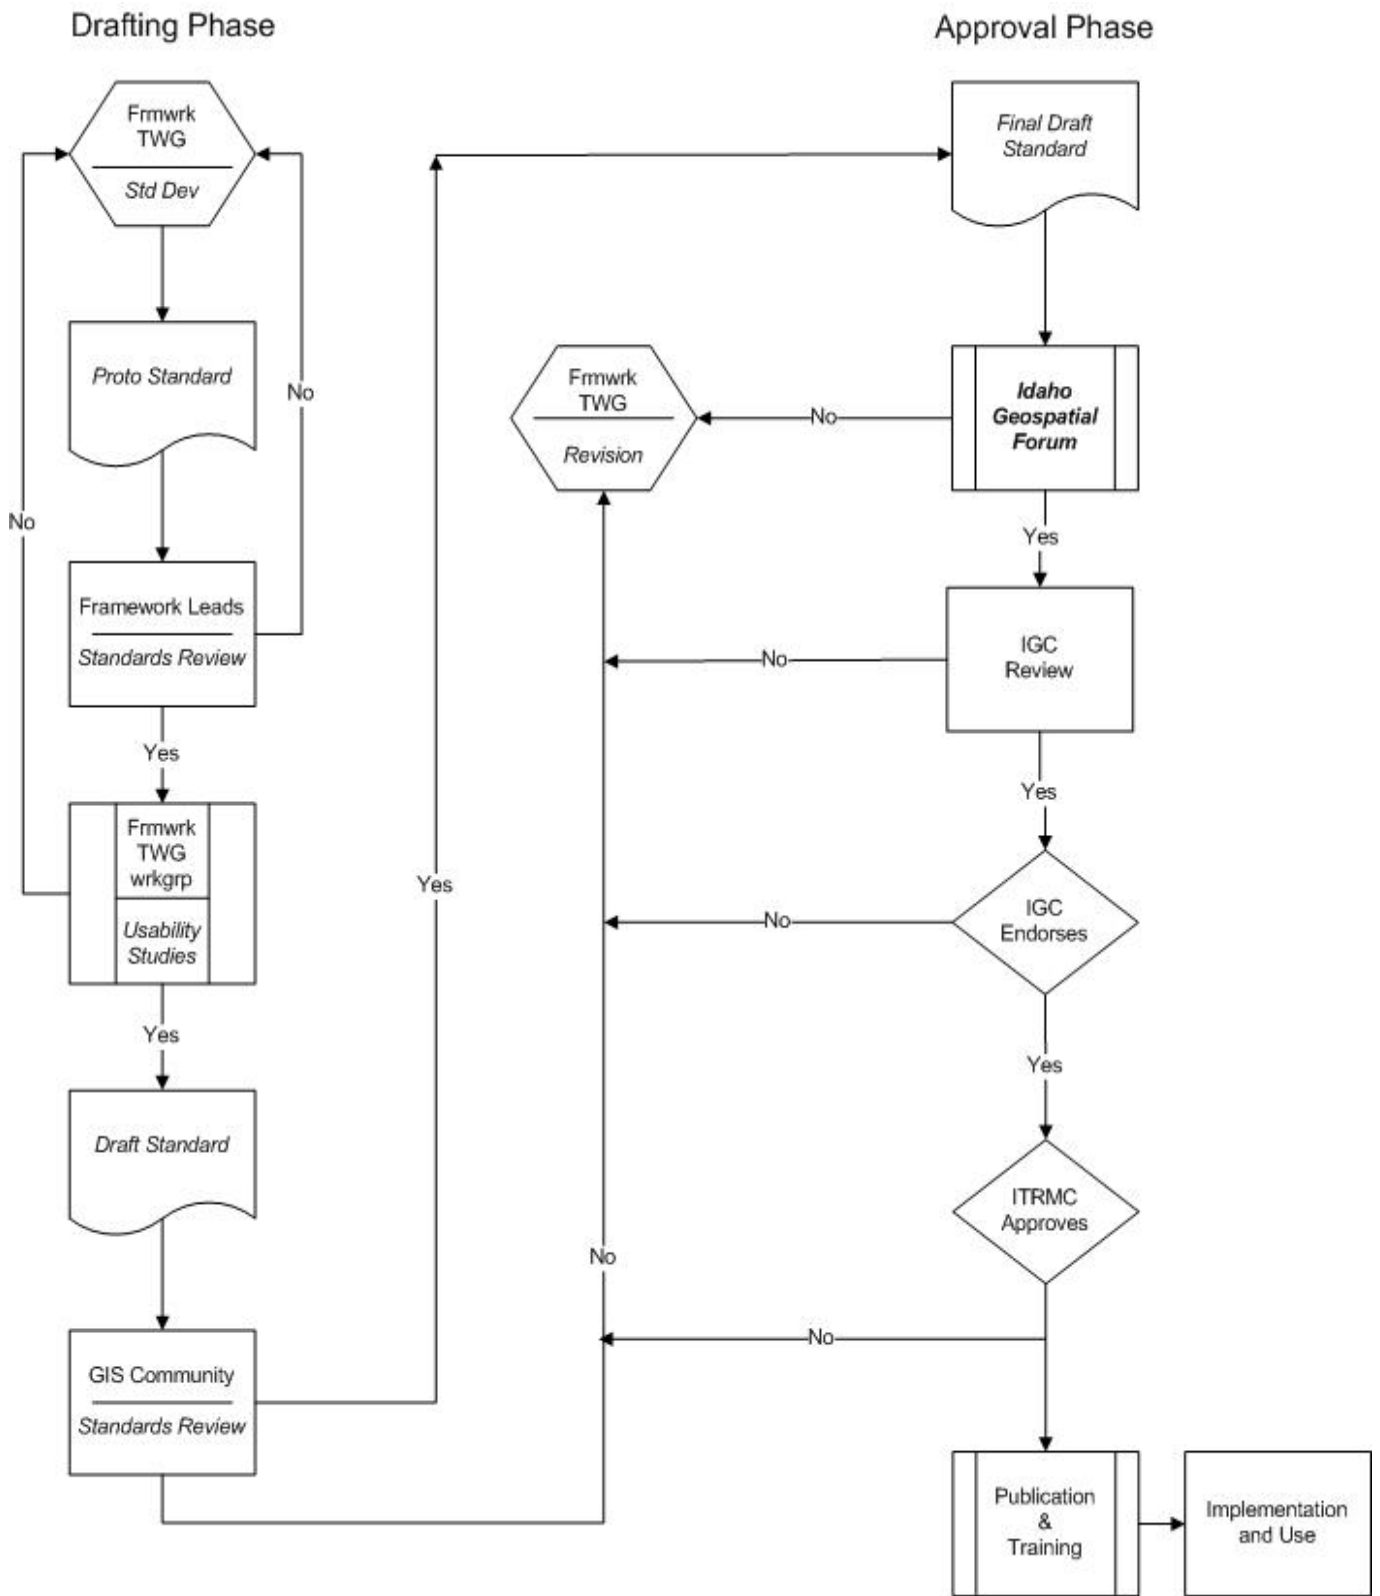 Drafting Phase
Frmwrk
TWG
Std Dev
Proto Standard
No
No
Framework Leads
Standards Review
Yes
Frmwrk
TWG
wrkgrp
Usability
Studies
Yes
Draft Standard
GIS Community
Standards Review
Yes
Approval Phase
Final Draft
Standard
Idaho
Geospatial
Forum
No
Frmwrk
TWG
Revision
Yes
IGC
Review
No
Yes
IGC
Endorses
No
Yes
ITRMC
Approves
No
No
Publication
&
Training
Implementation
and Use